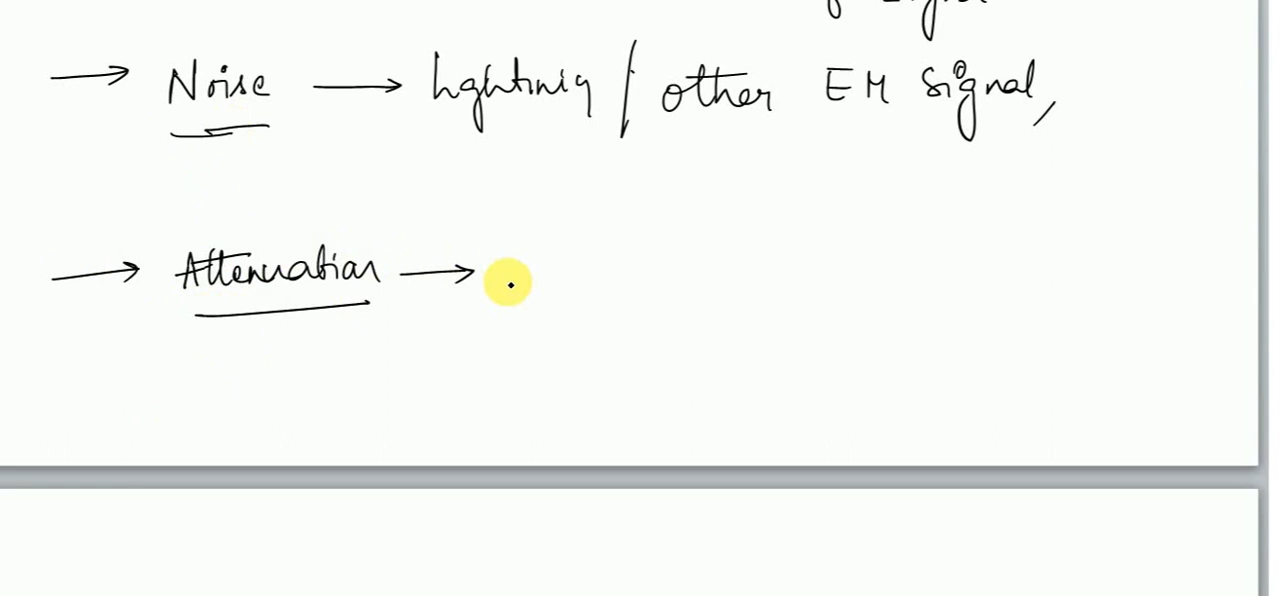 → Noise → lightning / other EM signal,
→ Attenuation →